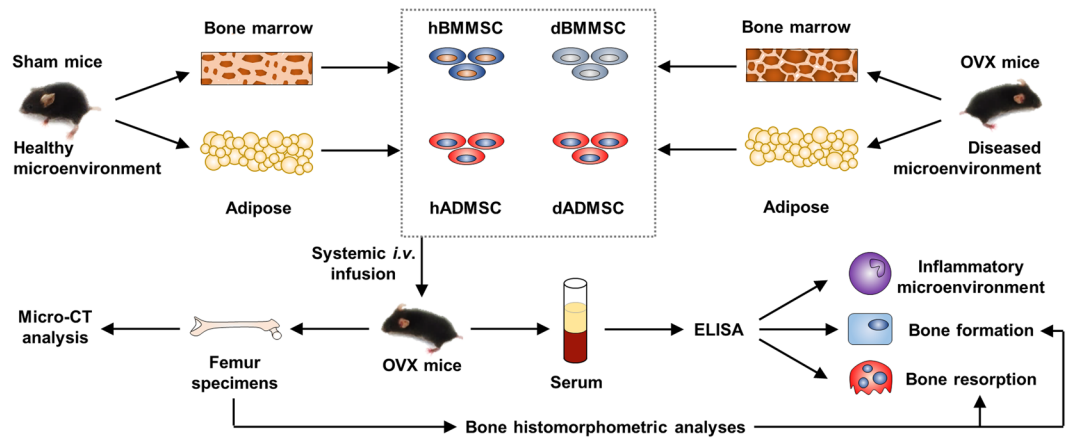 Bone marrow
hBMMSC
dBMMSC
Bone marrow
Sham mice
OVX mice
Healthy
microenvironment
Diseased
microenvironment
Adipose
hADMSC
dADMSC
Adipose
Systemic i.v.
infusion
Inflammatory
microenvironment
Micro-CT
analysis
ELISA
Bone formation
Femur
specimens
OVX mice
Serum
Bone resorption
Bone histomorphometric analyses